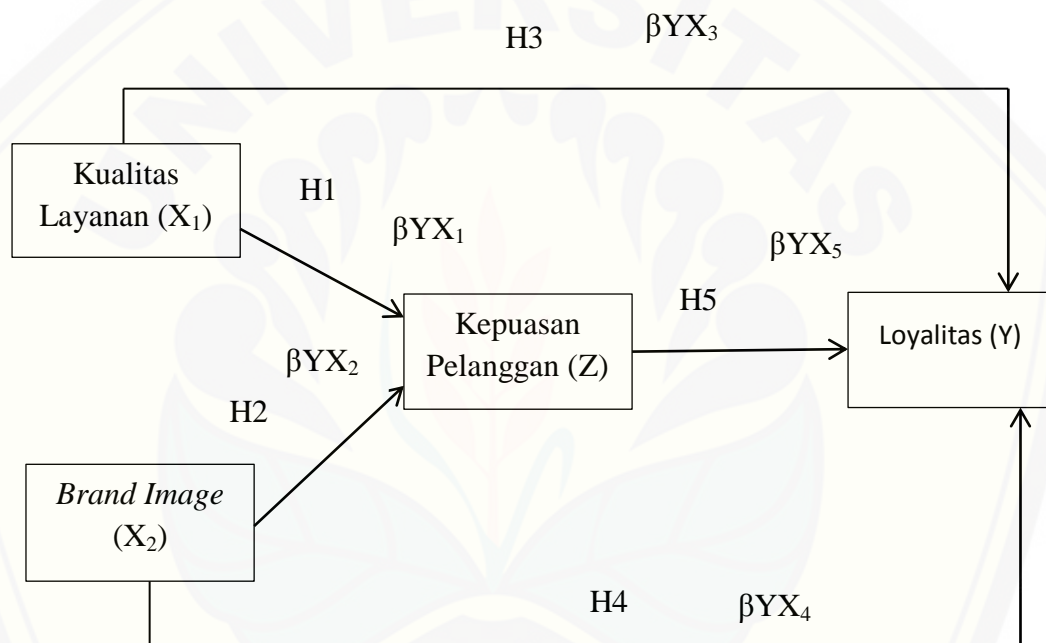 UNIVERSITAS
H3
βYX₃
Kualitas
Layanan (X₁)
H1
βYX₁
βYX₅
H5
Kepuasan
Pelanggan (Z)
Loyalitas (Y)
βYX₂
H2
Brand Image
(X₂)
H4
βYX₄